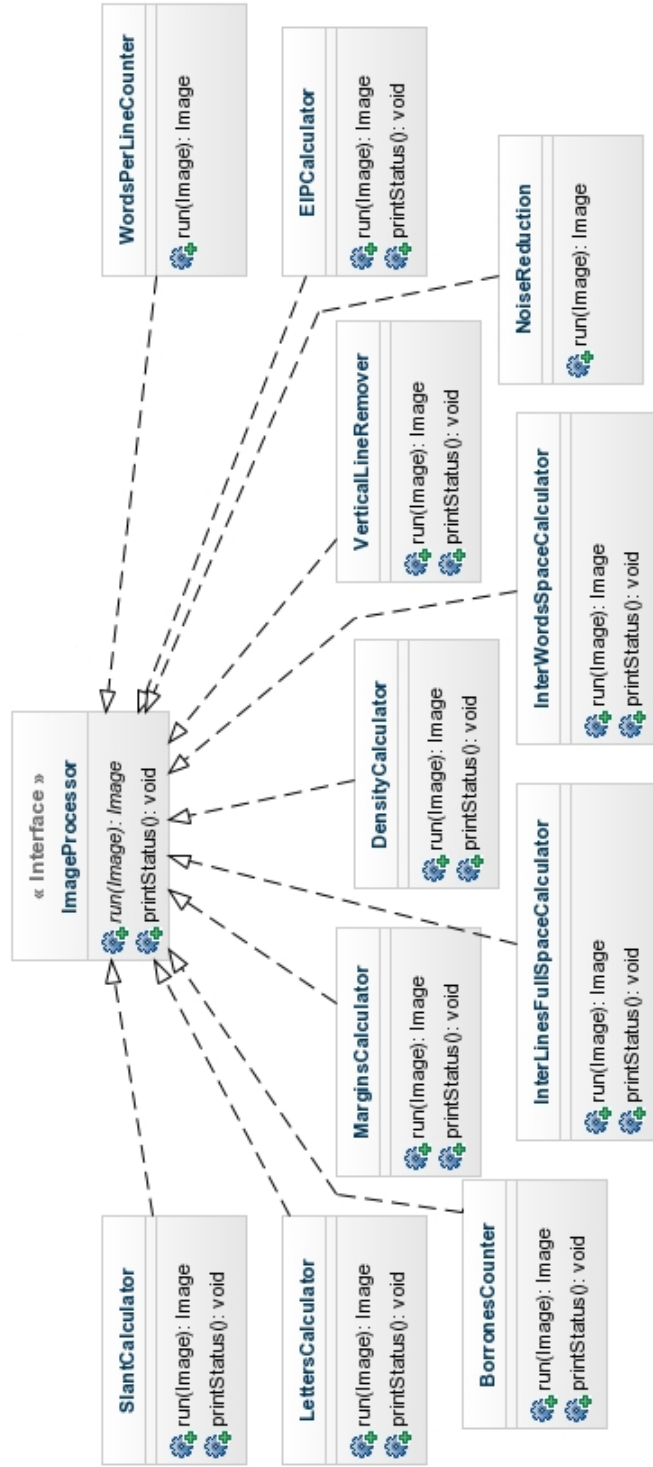 « Interface »
ImageProcessor
run(Image): Image
printStatus(): void
SlantCalculator
run(Image): Image
printStatus(): void
WordsPerLineCounter
run(Image): Image
LettersCalculator
run(Image): Image
printStatus(): void
EIPCalculator
run(Image): Image
printStatus(): void
MarginsCalculator
run(Image): Image
printStatus(): void
DensityCalculator
run(Image): Image
printStatus(): void
VerticalLineRemover
run(Image): Image
printStatus(): void
BorronesCounter
run(Image): Image
printStatus(): void
InterLinesFullSpaceCalculator
run(Image): Image
printStatus(): void
InterWordsSpaceCalculator
run(Image): Image
printStatus(): void
NoiseReduction
run(Image): Image